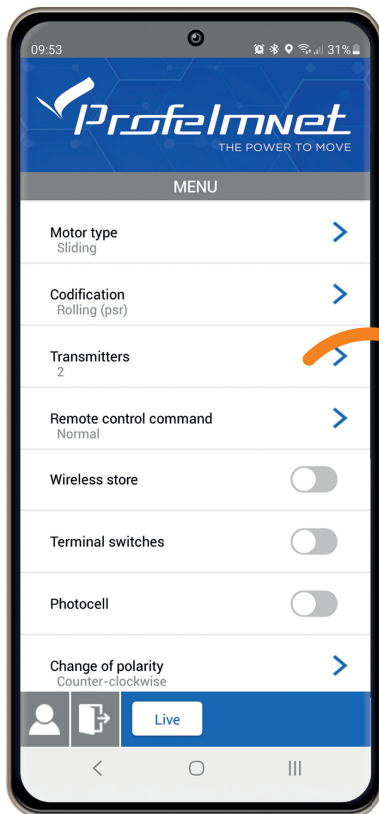 09:53
31%
Profelmnet
THE POWER TO MOVE
MENU
Motor type
Sliding
Codification
Rolling (psr)
Transmitters
2
Remote control command
Normal
Wireless store
Terminal switches
Photocell
Change of polarity
Counter-clockwise
Live